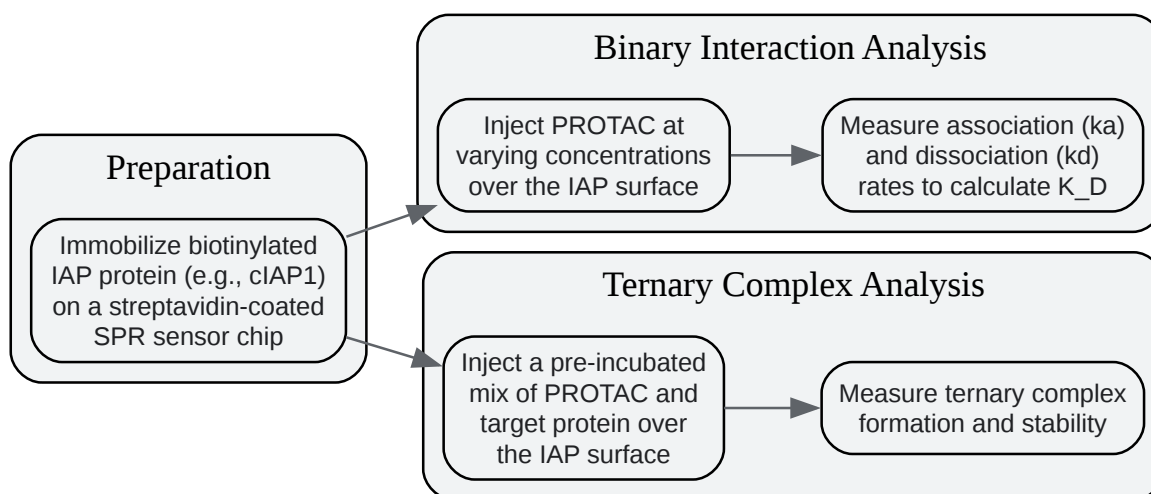 Preparation
Immobilize biotinylated
IAP protein (e.g., cIAP1)
on a streptavidin-coated
SPR sensor chip
Binary Interaction Analysis
Inject PROTAC at
varying concentrations
over the IAP surface
Measure association (ka)
and dissociation (kd)
rates to calculate K_D
Ternary Complex Analysis
Inject a pre-incubated
mix of PROTAC and
target protein over
the IAP surface
Measure ternary complex
formation and stability